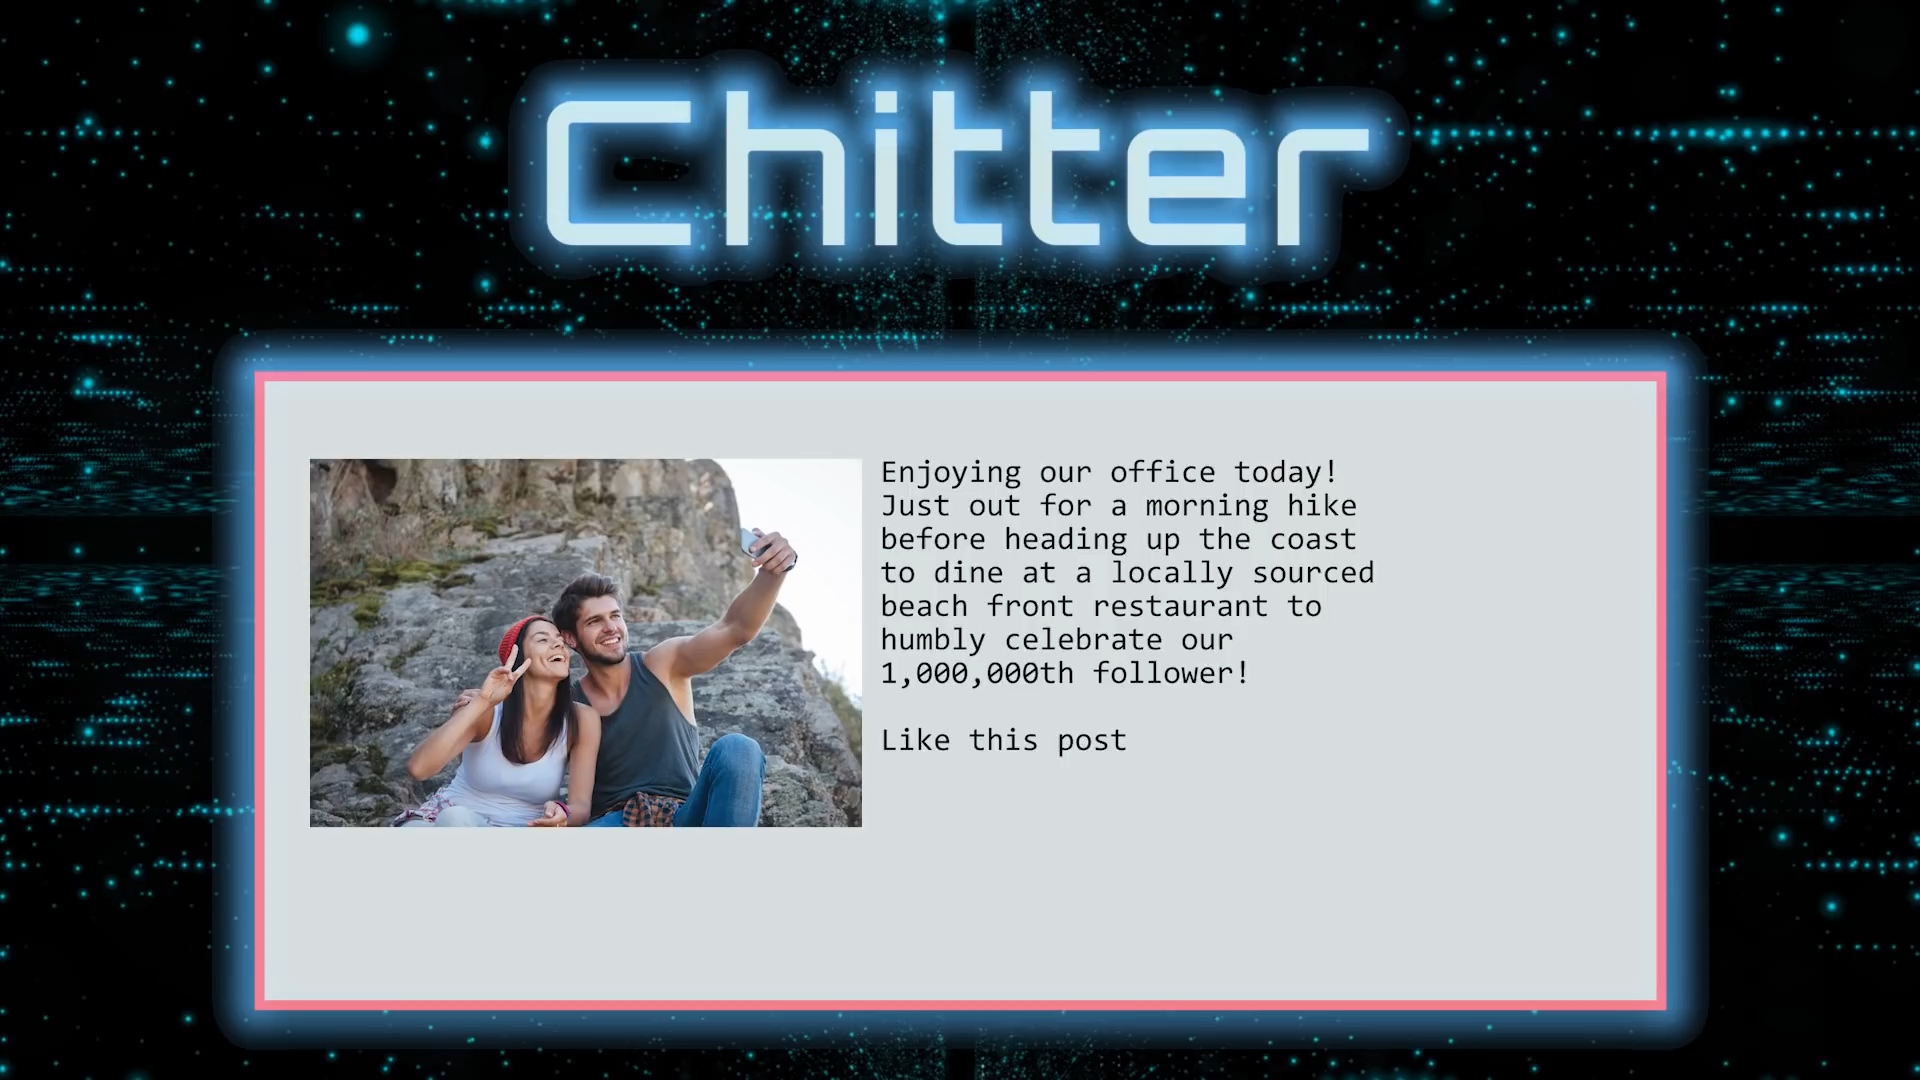 Chitter
Enjoying our office today!
Just out for a morning hike
before heading up the coast
to dine at a locally sourced
beach front restaurant to
humbly celebrate our
1,000,000th follower!
Like this post